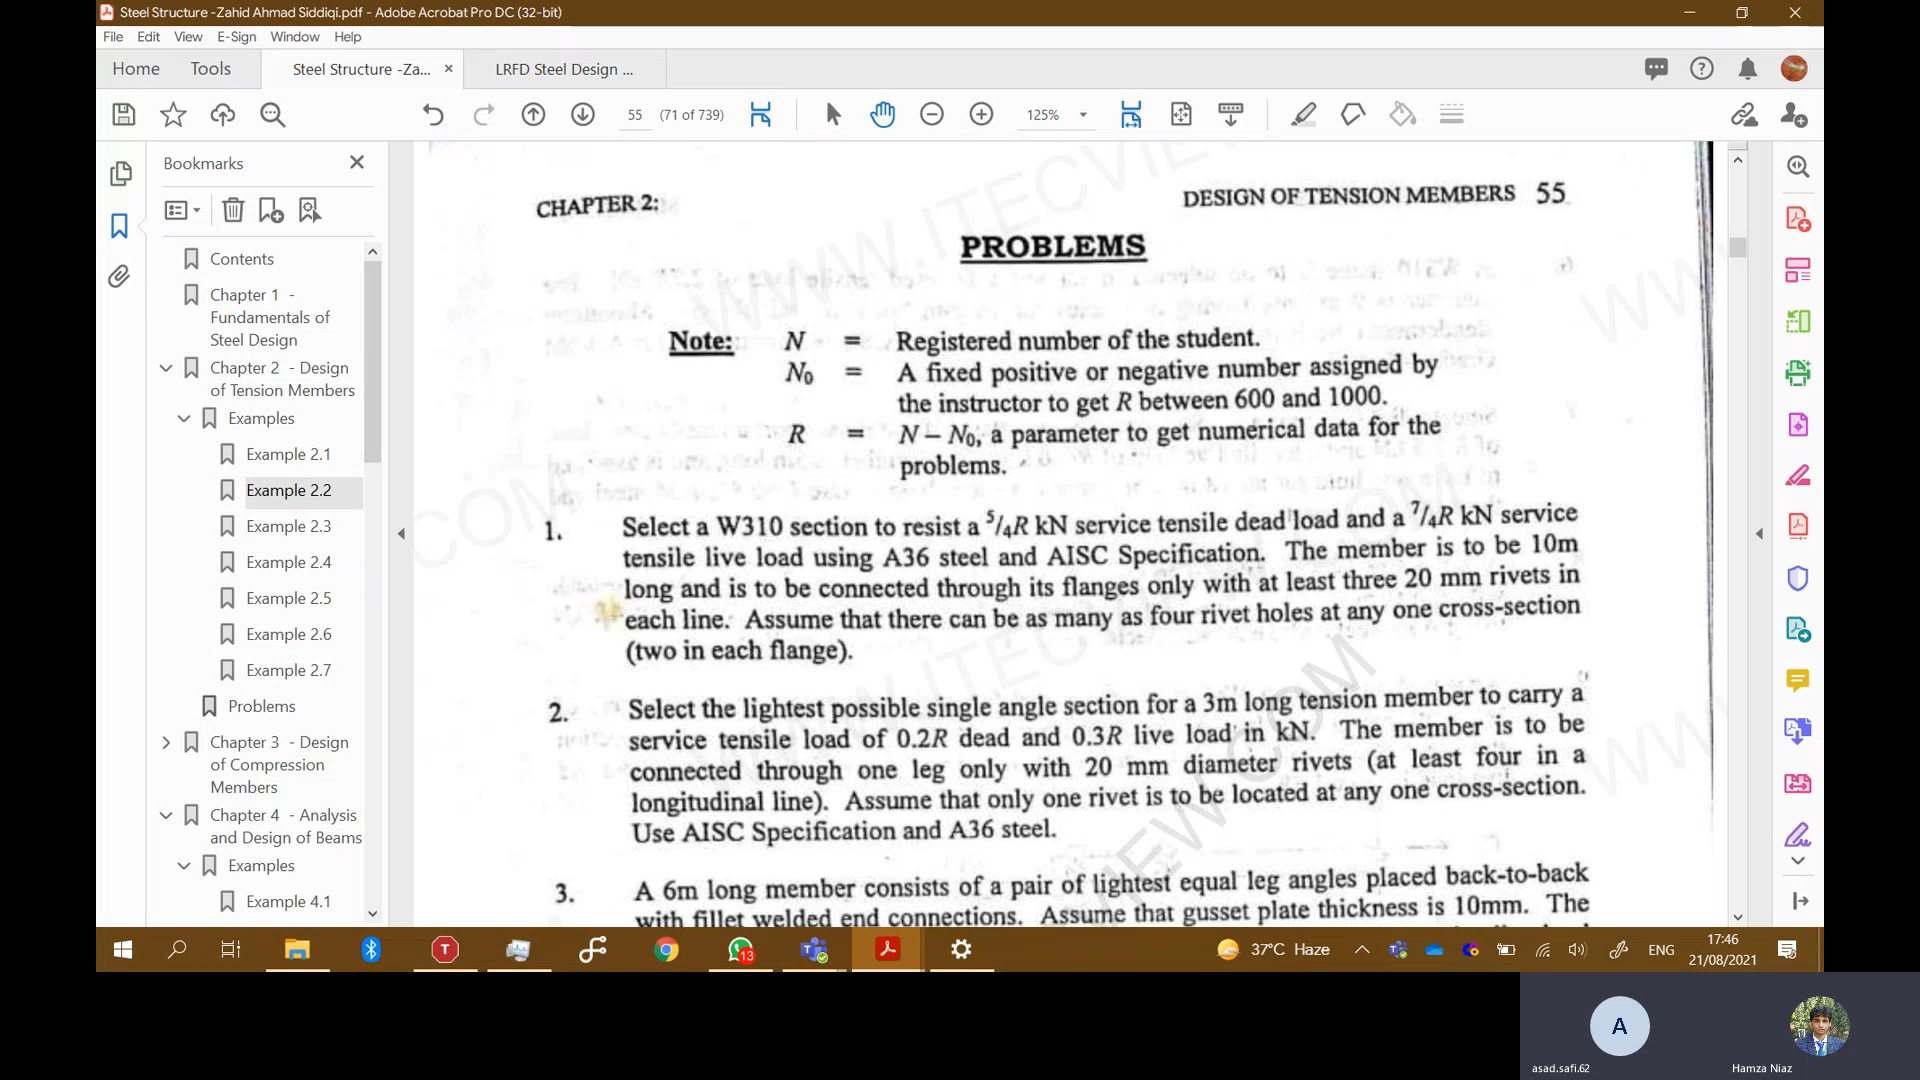 Steel Structure -Zahid Ahmad Siddiqi.pdf - Adobe Acrobat Pro DC (32-bit)
File Edit View E-Sign Window Help
Home Tools Steel Structure -Za... × LRFD Steel Design ...
55 (71 of 739) 125%
Bookmarks
Contents
Chapter 1 -
Fundamentals of
Steel Design
Chapter 2 - Design
of Tension Members
Examples
Example 2.1
Example 2.2
Example 2.3
Example 2.4
Example 2.5
Example 2.6
Example 2.7
Problems
Chapter 3 - Design
of Compression
Members
Chapter 4 - Analysis
and Design of Beams
Examples
Example 4.1
CHAPTER 2: DESIGN OF TENSION MEMBERS 55
PROBLEMS
Note: N = Registered number of the student.
N₀ = A fixed positive or negative number assigned by
the instructor to get R between 600 and 1000.
R = N – N₀, a parameter to get numerical data for the
problems.
1. Select a W310 section to resist a ⁵/₄R kN service tensile dead load and a ⁷/₄R kN service
tensile live load using A36 steel and AISC Specification. The member is to be 10m
long and is to be connected through its flanges only with at least three 20 mm rivets in
each line. Assume that there can be as many as four rivet holes at any one cross-section
(two in each flange).
2. Select the lightest possible single angle section for a 3m long tension member to carry a
service tensile load of 0.2R dead and 0.3R live load in kN. The member is to be
connected through one leg only with 20 mm diameter rivets (at least four in a
longitudinal line). Assume that only one rivet is to be located at any one cross-section.
Use AISC Specification and A36 steel.
3. A 6m long member consists of a pair of lightest equal leg angles placed back-to-back
with fillet welded end connections. Assume that gusset plate thickness is 10mm. The
13
37°C Haze ENG 17:46
21/08/2021
A
asad.safi.62 Hamza Niaz